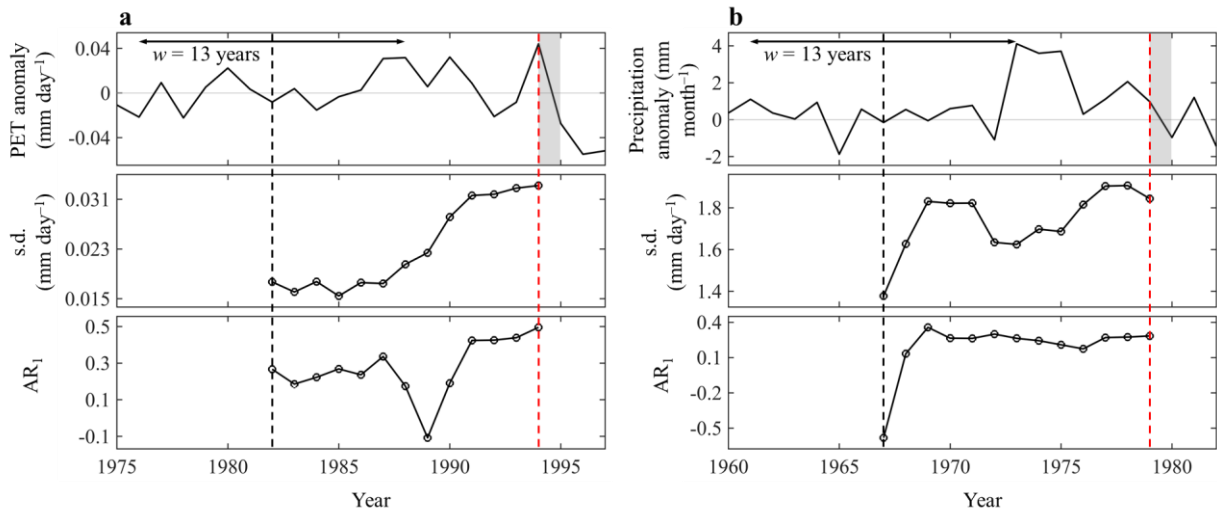 a
PET anomaly
(mm day⁻¹)
0.04
0
-0.04
w = 13 years
s.d.
(mm day⁻¹)
0.031
0.023
0.015
AR₁
0.5
0.3
0.1
-0.1
1975 1980 1985 1990 1995
Year
b
Precipitation
anomaly (mm
month⁻¹)
4
2
0
-2
w = 13 years
s.d.
(mm day⁻¹)
1.8
1.6
1.4
AR₁
0.4
0.1
-0.2
-0.5
1960 1965 1970 1975 1980
Year